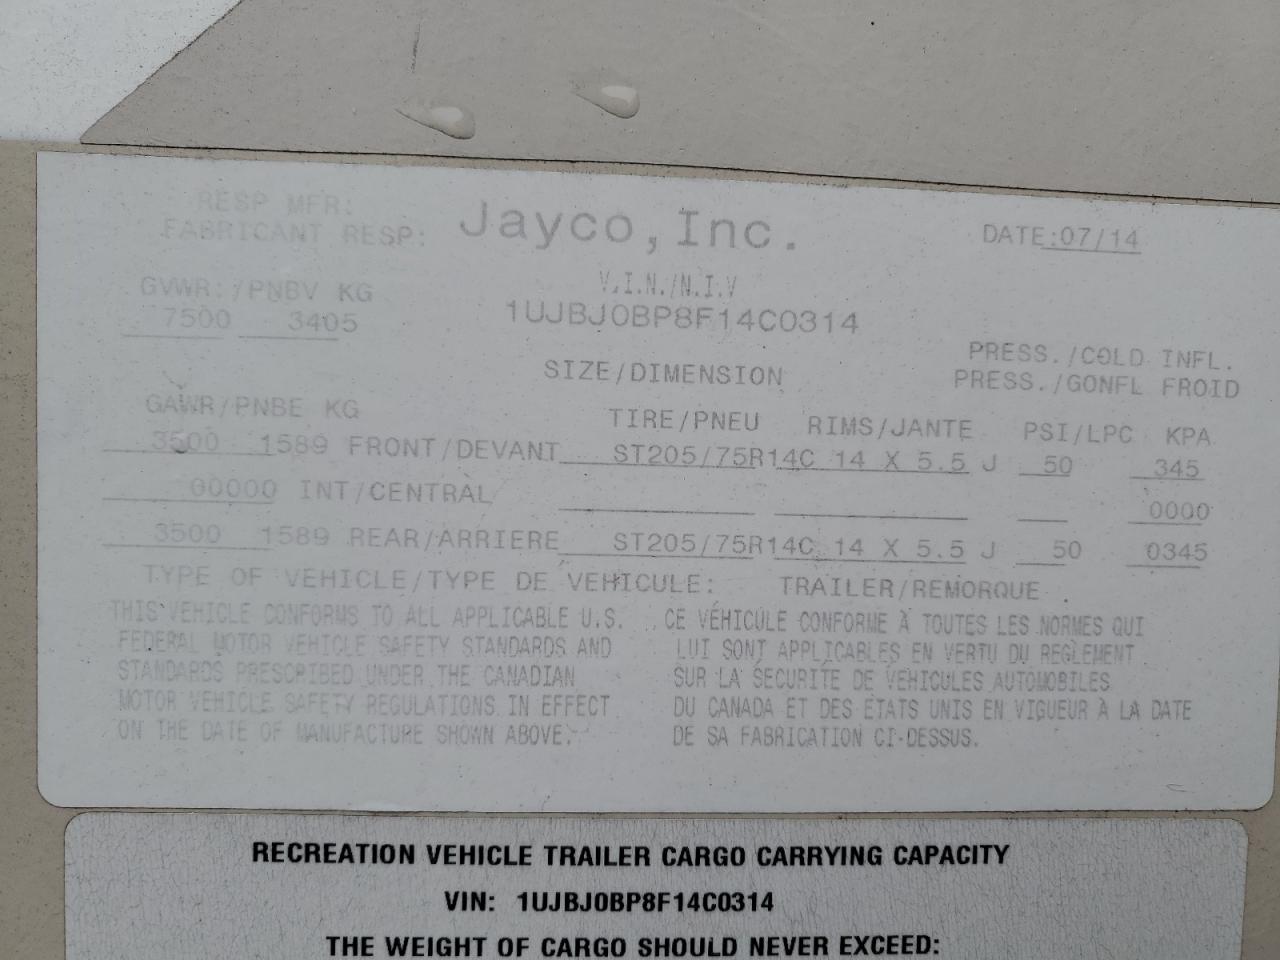 RESP MFR:
FABRICANT RESP: Jayco, Inc. DATE:07/14
GVWR:/PNBV KG V.I.N./N.I.V
7500 3405 1UJBJ0BP8F14C0314
SIZE/DIMENSION PRESS./COLD INFL.
PRESS./GONFL FROID
GAWR/PNBE KG TIRE/PNEU RIMS/JANTE PSI/LPC KPA
3500 1589 FRONT/DEVANT ST205/75R14C 14 X 5.5 J 50 345
00000 INT/CENTRAL 0000
3500 1589 REAR/ARRIERE ST205/75R14C 14 X 5.5 J 50 0345
TYPE OF VEHICLE/TYPE DE VEHICULE: TRAILER/REMORQUE
THIS VEHICLE CONFORMS TO ALL APPLICABLE U.S.
FEDERAL MOTOR VEHICLE SAFETY STANDARDS AND
STANDARDS PRESCRIBED UNDER THE CANADIAN
MOTOR VEHICLE SAFETY REGULATIONS IN EFFECT
ON THE DATE OF MANUFACTURE SHOWN ABOVE.
CE VÉHICULE CONFORME À TOUTES LES NORMES QUI
LUI SONT APPLICABLES EN VERTU DU REGLEMENT
SUR LA SÉCURITÉ DE VEHICULES AUTOMOBILES
DU CANADA ET DES ÉTATS UNIS EN VIGUEUR À LA DATE
DE SA FABRICATION CI-DESSUS.
RECREATION VEHICLE TRAILER CARGO CARRYING CAPACITY
VIN: 1UJBJ0BP8F14C0314
THE WEIGHT OF CARGO SHOULD NEVER EXCEED: